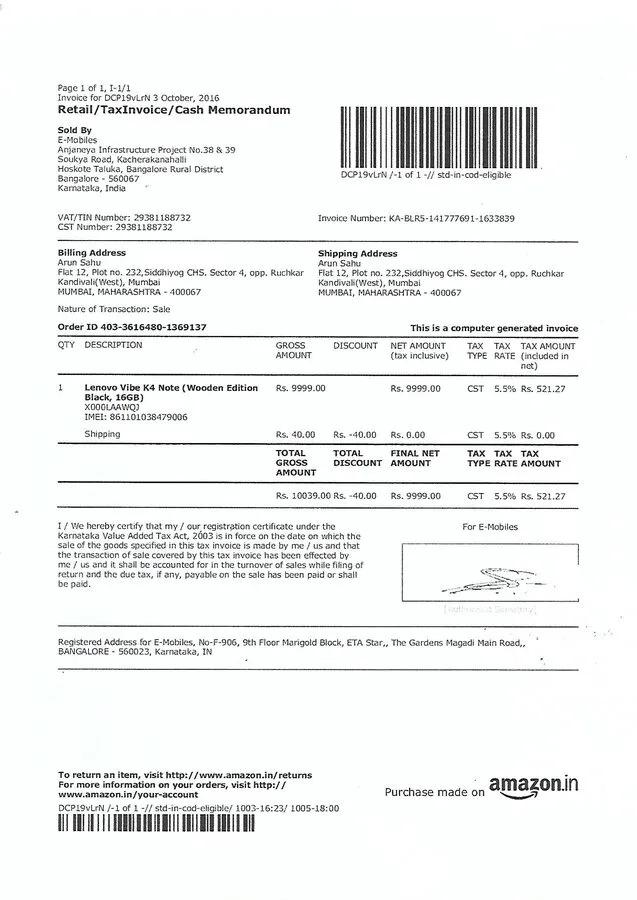 Page 1 of 1, I-1/1
Invoice for DCP19vLrN 3 October, 2016
Retail/TaxInvoice/Cash Memorandum
Sold By
E-Mobiles
Anjaneya Infrastructure Project No.38 & 39
Soukya Road, Kacherakanahalli
Hoskote Taluka, Bangalore Rural District
Bangalore - 560067
Karnataka, India
DCP19vLrN /-1 of 1 -// std-in-cod-eligible
VAT/TIN Number: 29381188732
CST Number: 29381188732
Invoice Number: KA-BLR5-141777691-1633839
Billing Address
Arun Sahu
Flat 12, Plot no. 232,Siddhiyog CHS. Sector 4, opp. Ruchkar
Kandivali(West), Mumbai
MUMBAI, MAHARASHTRA - 400067
Shipping Address
Arun Sahu
Flat 12, Plot no. 232,Siddhiyog CHS. Sector 4, opp. Ruchkar
Kandivali(West), Mumbai
MUMBAI, MAHARASHTRA - 400067
Nature of Transaction: Sale
Order ID 403-3616480-1369137 This is a computer generated invoice
QTY DESCRIPTION GROSS AMOUNT DISCOUNT NET AMOUNT (tax inclusive) TAX TYPE TAX RATE TAX AMOUNT (included in net)
1 Lenovo Vibe K4 Note (Wooden Edition Rs. 9999.00 Rs. 9999.00 CST 5.5% Rs. 521.27
Black, 16GB)
X000LAAWQJ
IMEI: 861101038479006
Shipping Rs. 40.00 Rs. -40.00 Rs. 0.00 CST 5.5% Rs. 0.00
TOTAL GROSS AMOUNT TOTAL DISCOUNT FINAL NET AMOUNT TAX TYPE TAX RATE TAX AMOUNT
Rs. 10039.00 Rs. -40.00 Rs. 9999.00 CST 5.5% Rs. 521.27
I / We hereby certify that my / our registration certificate under the
Karnataka Value Added Tax Act, 2003 is in force on the date on which the
sale of the goods specified in this tax invoice is made by me / us and that
the transaction of sale covered by this tax invoice has been effected by
me / us and it shall be accounted for in the turnover of sales while filing of
return and the due tax, if any, payable on the sale has been paid or shall
be paid.
For E-Mobiles
Registered Address for E-Mobiles, No-F-906, 9th Floor Marigold Block, ETA Star,, The Gardens Magadi Main Road,,
BANGALORE - 560023, Karnataka, IN
To return an item, visit http://www.amazon.in/returns
For more information on your orders, visit http://
www.amazon.in/your-account
DCP19vLrN /-1 of 1 -// std-in-cod-eligible/ 1003-16:23/ 1005-18:00
Purchase made on amazon.in